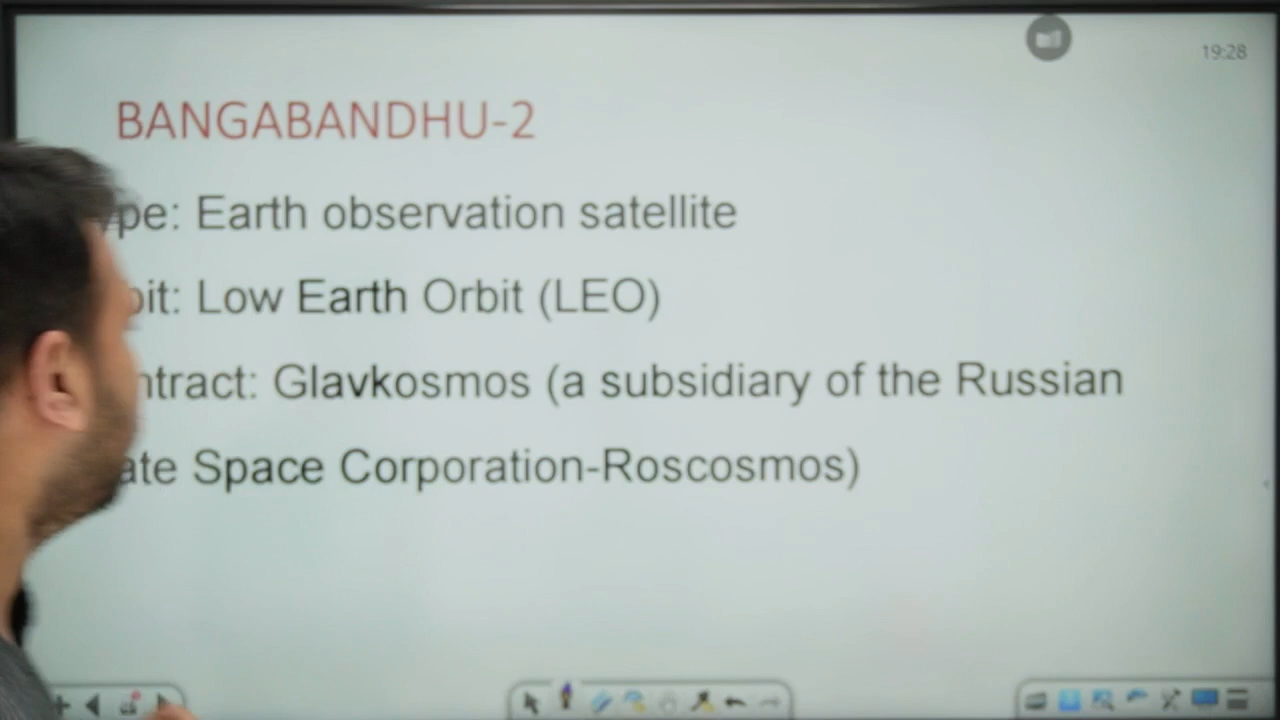 19:28
BANGABANDHU-2
pe: Earth observation satellite
bit: Low Earth Orbit (LEO)
ntract: Glavkosmos (a subsidiary of the Russian
ate Space Corporation-Roscosmos)